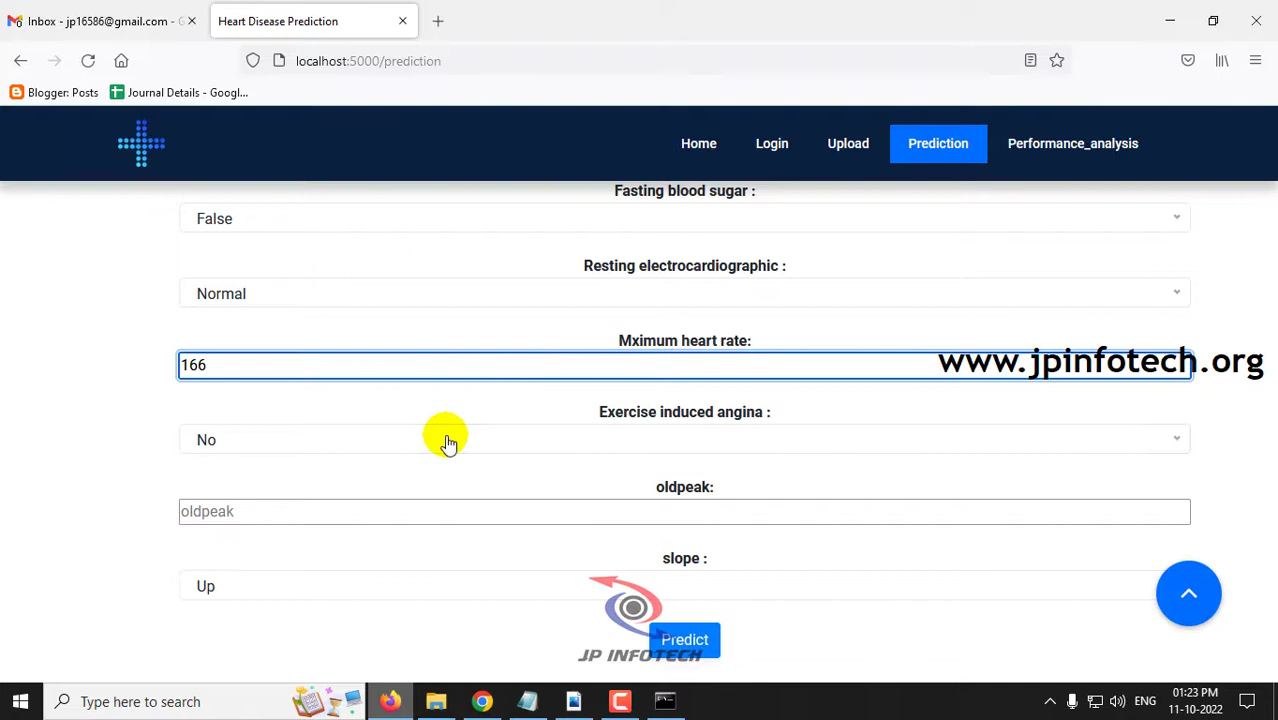 Inbox - jp16586@gmail.com - G
Heart Disease Prediction
localhost:5000/prediction
Blogger: Posts
Journal Details - Googl...
Home
Login
Upload
Prediction
Performance_analysis
Fasting blood sugar :
False
Resting electrocardiographic :
Normal
Mximum heart rate:
166
www.jpinfotech.org
Exercise induced angina :
No
oldpeak:
oldpeak
slope :
Up
Predict
JP INFOTECH
Type here to search
ENG
01:23 PM
11-10-2022